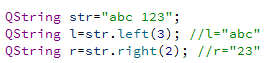 QString str="abc 123";
QString l=str.left(3); //l="abc"
QString r=str.right(2); //r="23"